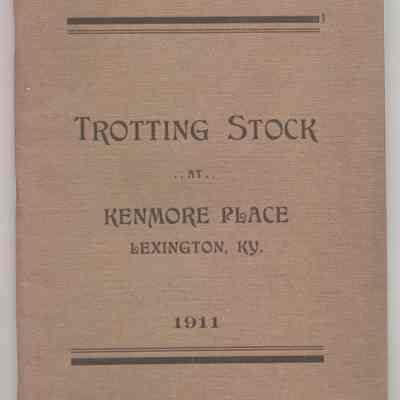 TROTTING STOCK
..AT..
KENMORE PLACE
LEXINGTON, KY.
1911